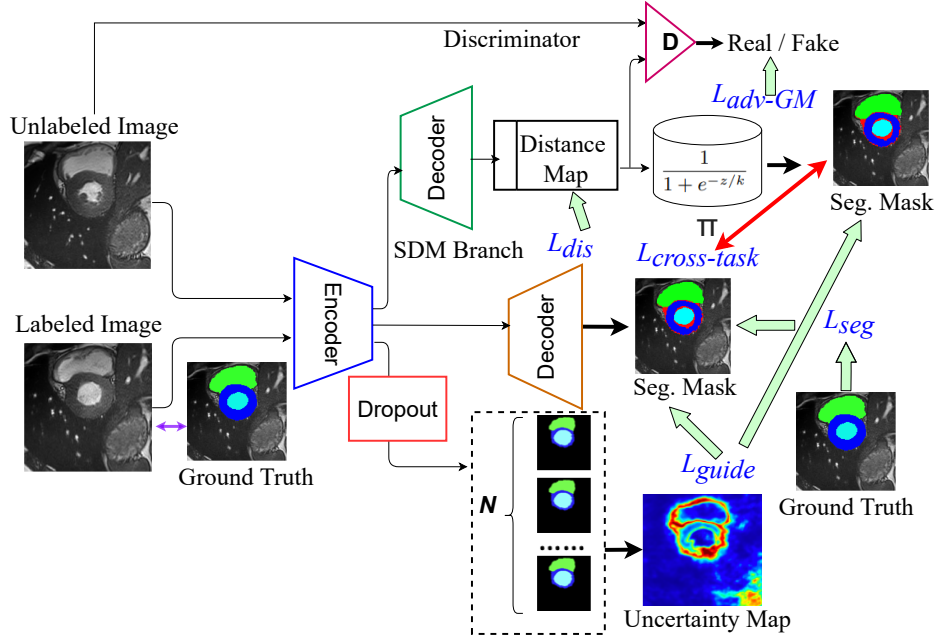 Discriminator
D
Real / Fake
L_adv-GM
Unlabeled Image
Decoder
Distance
Map
1
1 + e^{-z/k}
Seg. Mask
SDM Branch
L_dis
π
L_cross-task
Encoder
Decoder
Labeled Image
L_seg
Dropout
Seg. Mask
Ground Truth
L_guide
Ground Truth
N
......
Uncertainty Map